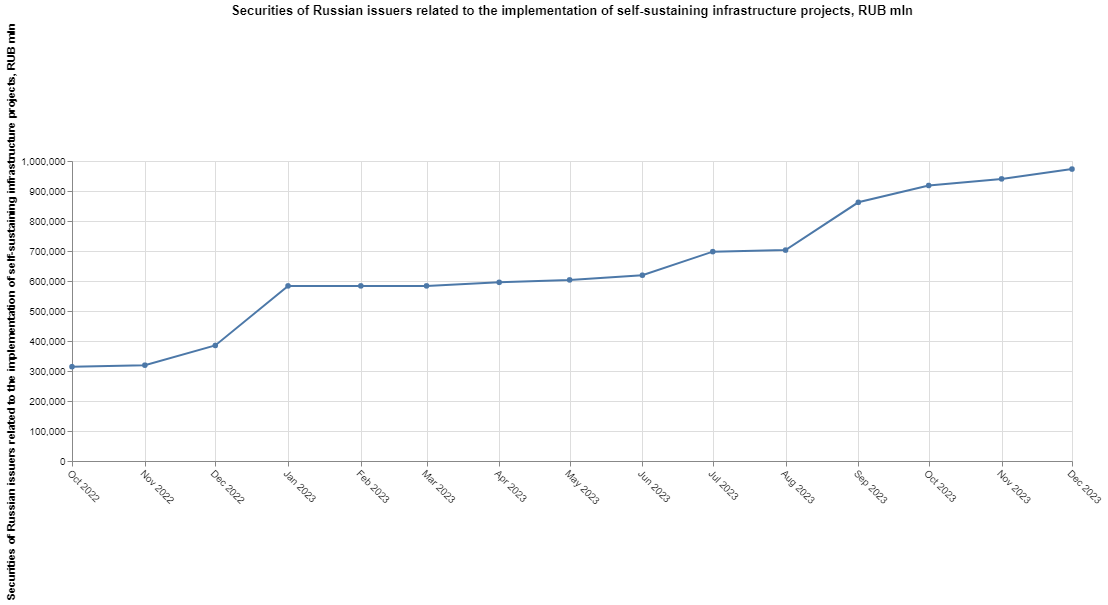 Securities of Russian issuers related to the implementation of self-sustaining infrastructure projects, RUB mln
Securities of Russian issuers related to the implementation of self-sustaining infrastructure projects, RUB mln
1,000,000
900,000
800,000
700,000
600,000
500,000
400,000
300,000
200,000
100,000
0
Oct 2022
Nov 2022
Dec 2022
Jan 2023
Feb 2023
Mar 2023
Apr 2023
May 2023
Jun 2023
Jul 2023
Aug 2023
Sep 2023
Oct 2023
Nov 2023
Dec 2023